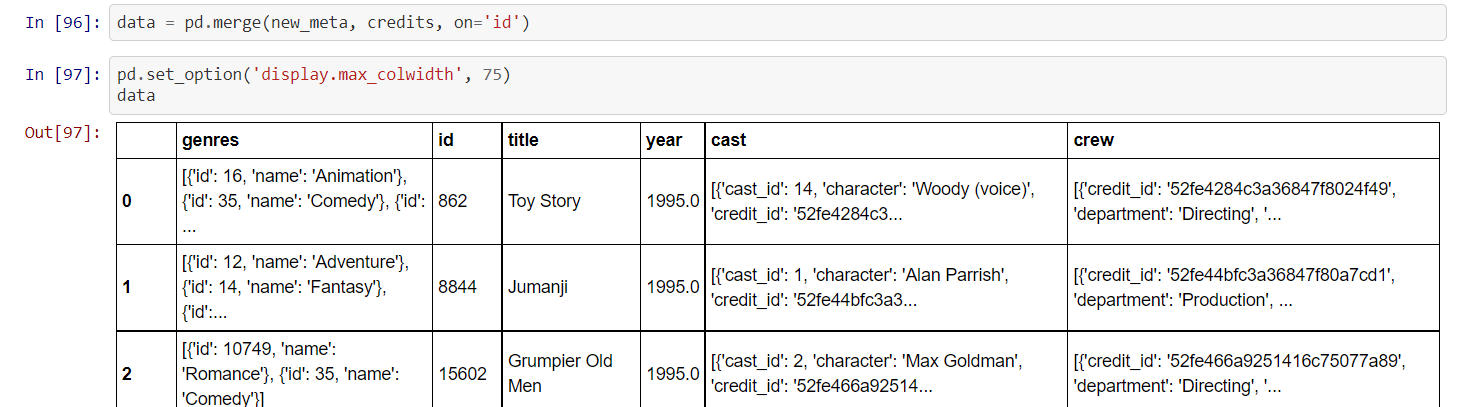 In [96]: data = pd.merge(new_meta, credits, on='id')
In [97]: pd.set_option('display.max_colwidth', 75)
data
Out[97]:
genres id title year cast crew
0 [{'id': 16, 'name': 'Animation'},
{'id': 35, 'name': 'Comedy'}, {'id':
... 862 Toy Story 1995.0 [{'cast_id': 14, 'character': 'Woody (voice)',
'credit_id': '52fe4284c3... [{'credit_id': '52fe4284c3a36847f8024f49',
'department': 'Directing', '...
1 [{'id': 12, 'name': 'Adventure'},
{'id': 14, 'name': 'Fantasy'},
{'id':... 8844 Jumanji 1995.0 [{'cast_id': 1, 'character': 'Alan Parrish',
'credit_id': '52fe44bfc3a3... [{'credit_id': '52fe44bfc3a36847f80a7cd1',
'department': 'Production', ...
2 [{'id': 10749, 'name':
'Romance'}, {'id': 35, 'name':
'Comedy'}] 15602 Grumpier Old
Men 1995.0 [{'cast_id': 2, 'character': 'Max Goldman',
'credit_id': '52fe466a92514... [{'credit_id': '52fe466a9251416c75077a89',
'department': 'Directing', '...